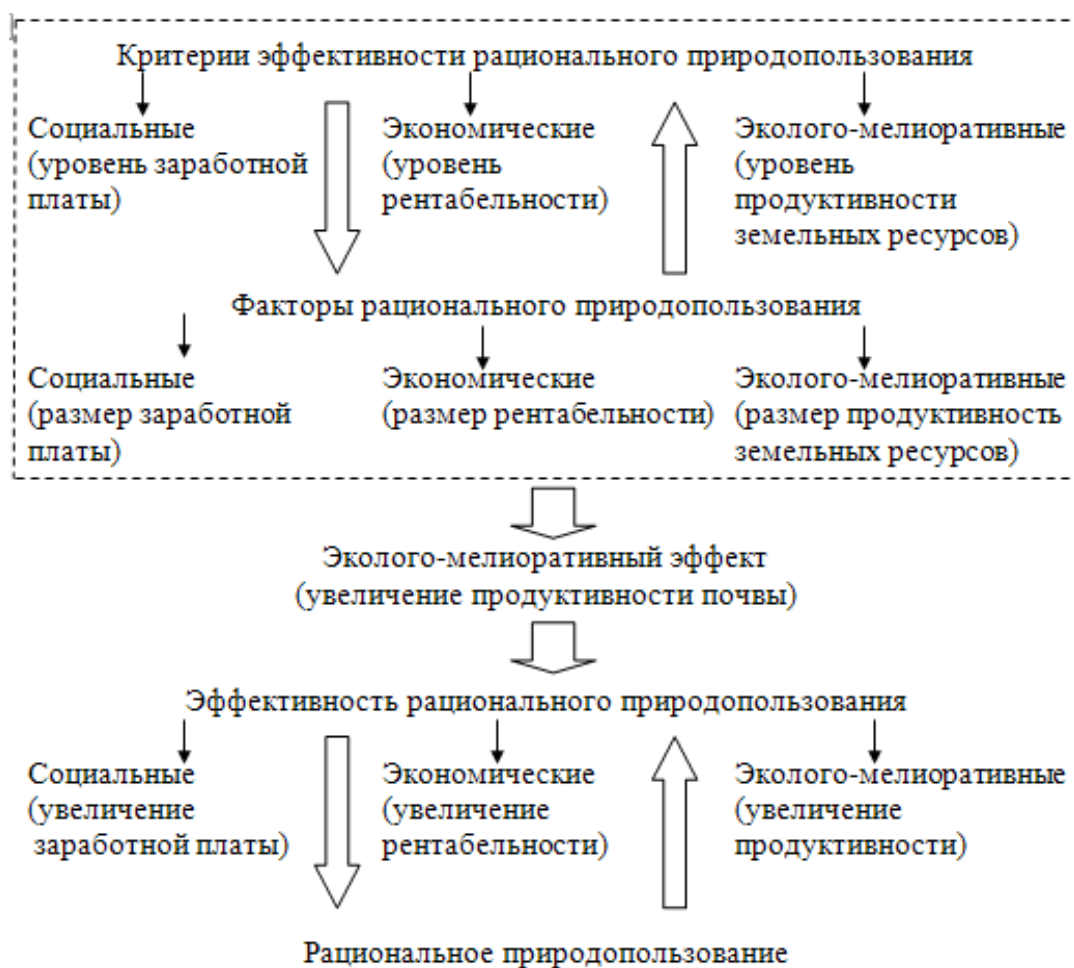 Критерии эффективности рационального природопользования
Социальные
(уровень заработной
платы)
Экономические
(уровень
рентабельности)
Эколого-мелиоративные
(уровень
продуктивности
земельных ресурсов)
Факторы рационального природопользования
Социальные
(размер заработной
платы)
Экономические
(размер рентабельности)
Эколого-мелиоративные
(размер продуктивность
земельных ресурсов)
Эколого-мелиоративный эффект
(увеличение продуктивности почвы)
Эффективность рационального природопользования
Социальные
(увеличение
заработной платы)
Экономические
(увеличение
рентабельности)
Эколого-мелиоративные
(увеличение
продуктивности)
Рациональное природопользование